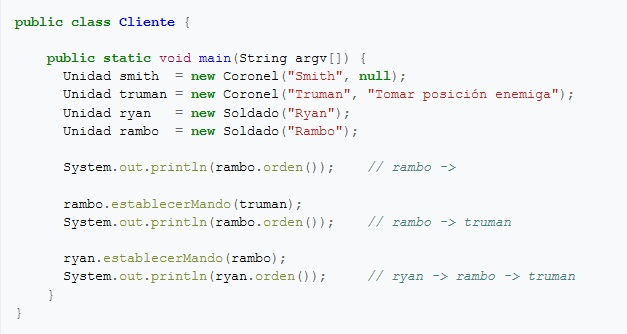 public class Cliente {
public static void main(String argv[]) {
Unidad smith = new Coronel("Smith", null);
Unidad truman = new Coronel("Truman", "Tomar posición enemiga");
Unidad ryan = new Soldado("Ryan");
Unidad rambo = new Soldado("Rambo");
System.out.println(rambo.orden()); // rambo ->
rambo.establecerMando(truman);
System.out.println(rambo.orden()); // rambo -> truman
ryan.establecerMando(rambo);
System.out.println(ryan.orden()); // ryan -> rambo -> truman
}
}